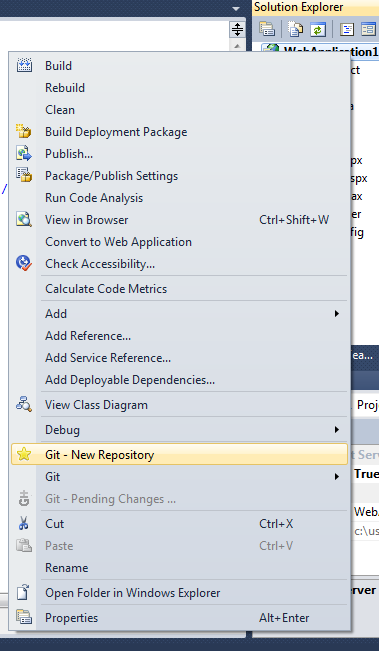 Solution Explorer
WebApplication1
Build
Rebuild
Clean
Build Deployment Package
Publish...
Package/Publish Settings
Run Code Analysis
View in Browser Ctrl+Shift+W
Convert to Web Application
Check Accessibility...
Calculate Code Metrics
Add
Add Reference...
Add Service Reference...
Add Deployable Dependencies...
View Class Diagram
Debug
Git - New Repository
Git
Git - Pending Changes ...
Cut Ctrl+X
Paste Ctrl+V
Rename
Open Folder in Windows Explorer
Properties Alt+Enter
/
ct
a
px
spx
ax
er
fig
ea...
Proj
t Serv
True
WebA
c:\us
rver